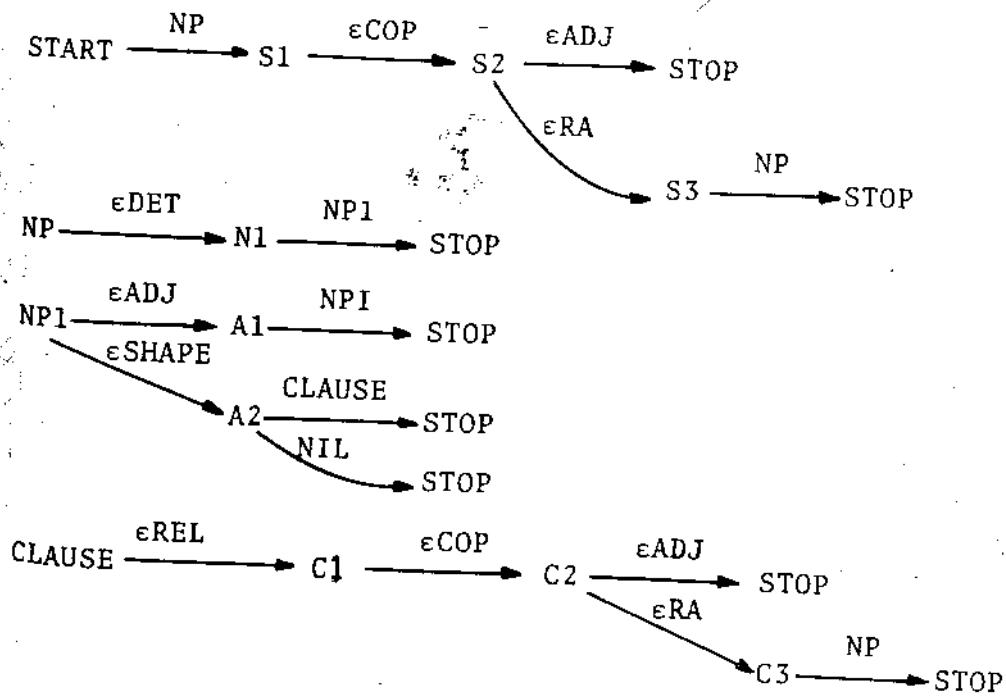 NP εCOP εADJ
START S1 S2 STOP
εRA
NP
S3 STOP
εDET NP1
NP N1 STOP
εADJ NPI
NP1 A1 STOP
εSHAPE
CLAUSE
A2 STOP
NIL
STOP
εREL εCOP εADJ
CLAUSE C1 C2 STOP
εRA
NP
C3 STOP